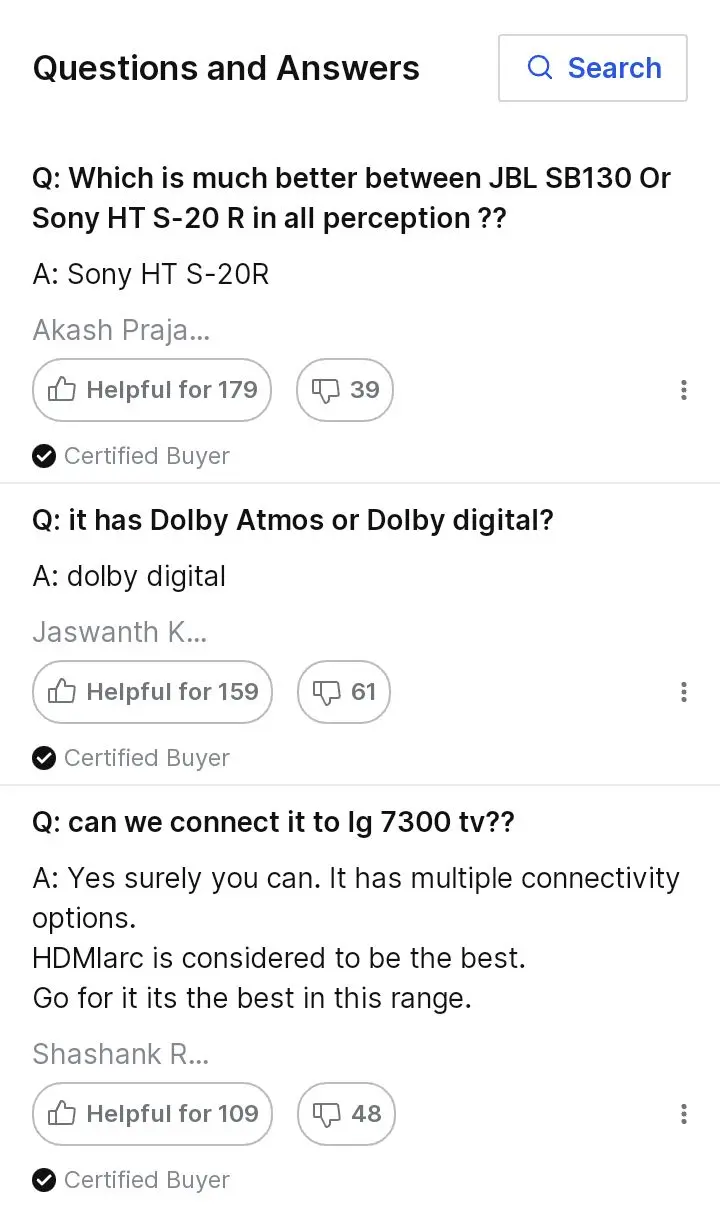 Questions and Answers
Search
Q: Which is much better between JBL SB130 Or
Sony HT S-20 R in all perception ??
A: Sony HT S-20R
Akash Praja...
Helpful for 179
39
Certified Buyer
Q: it has Dolby Atmos or Dolby digital?
A: dolby digital
Jaswanth K...
Helpful for 159
61
Certified Buyer
Q: can we connect it to lg 7300 tv??
A: Yes surely you can. It has multiple connectivity
options.
HDMIarc is considered to be the best.
Go for it its the best in this range.
Shashank R...
Helpful for 109
48
Certified Buyer